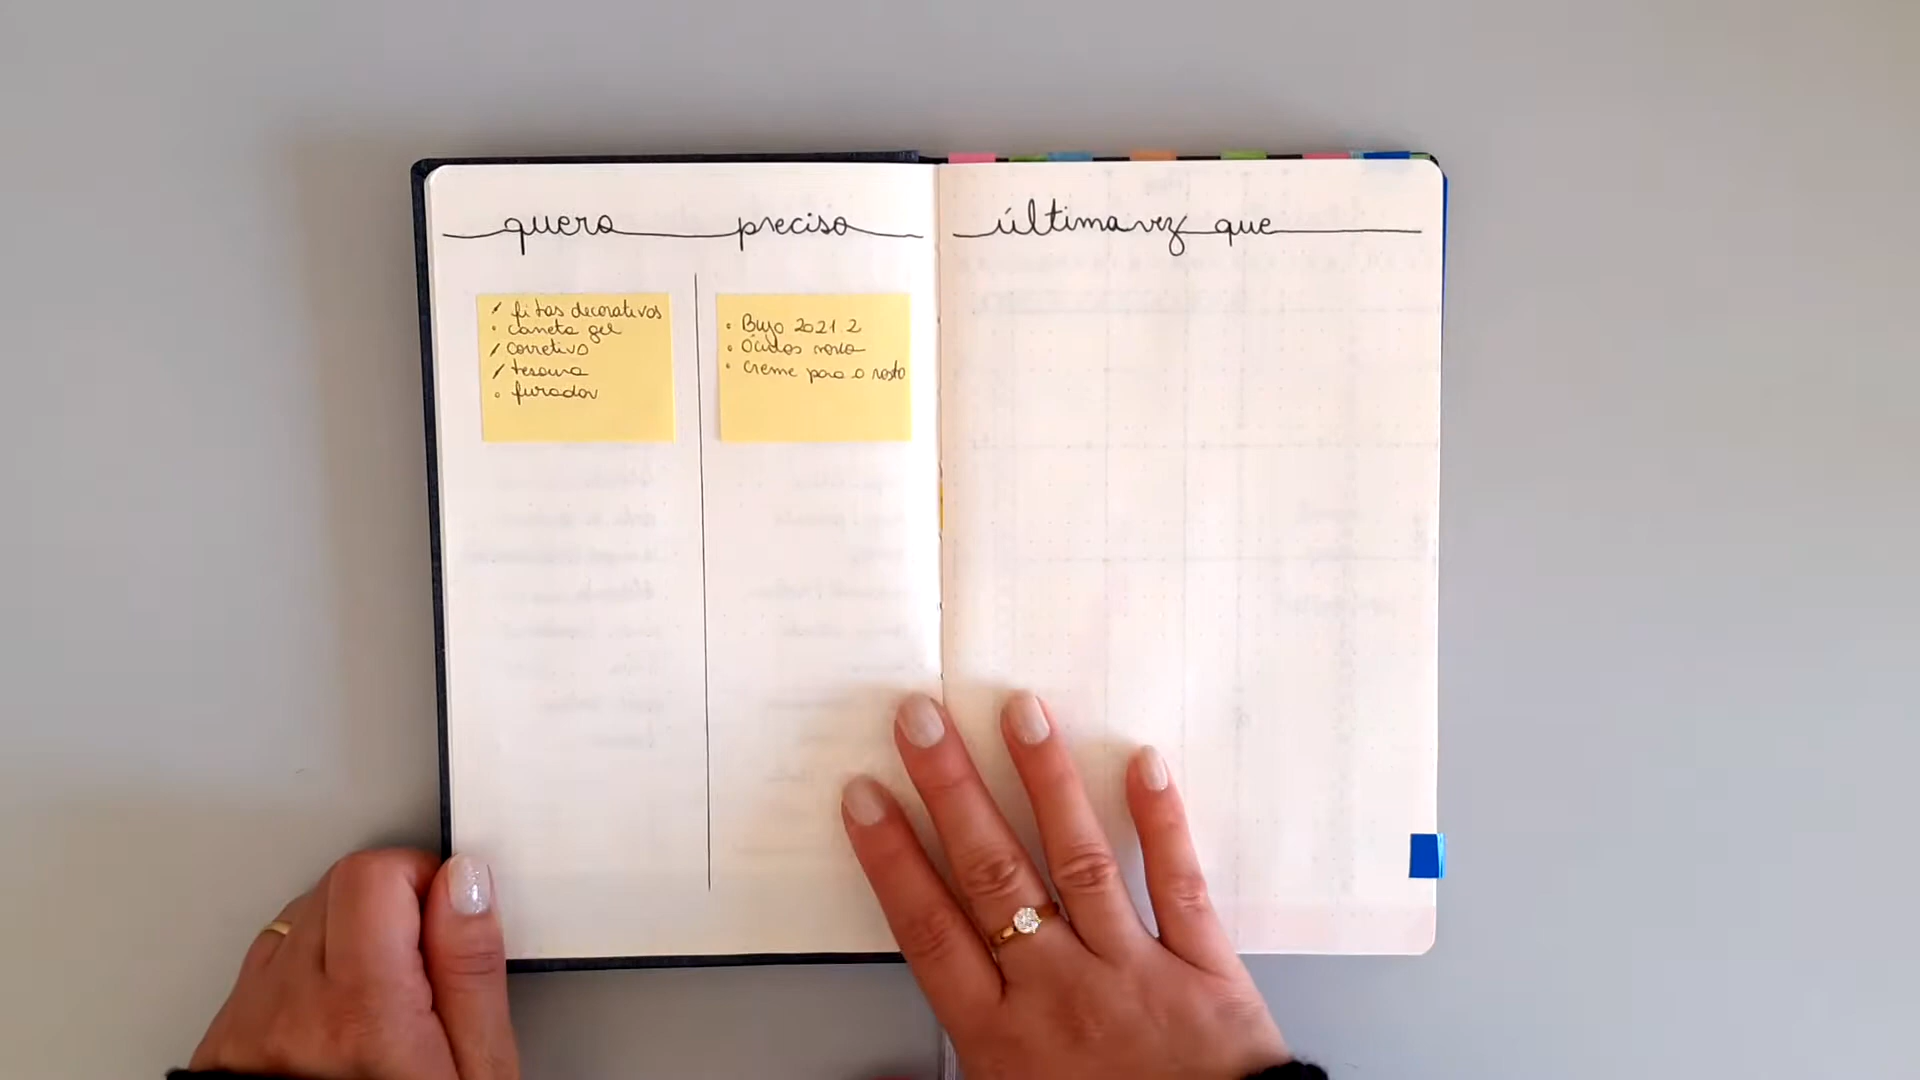 quero
preciso
última vez que
fitas decorativas
caneta gel
corretivo
tesoura
furador
Bujo 2021.2
Óculos novo
Creme para o rosto